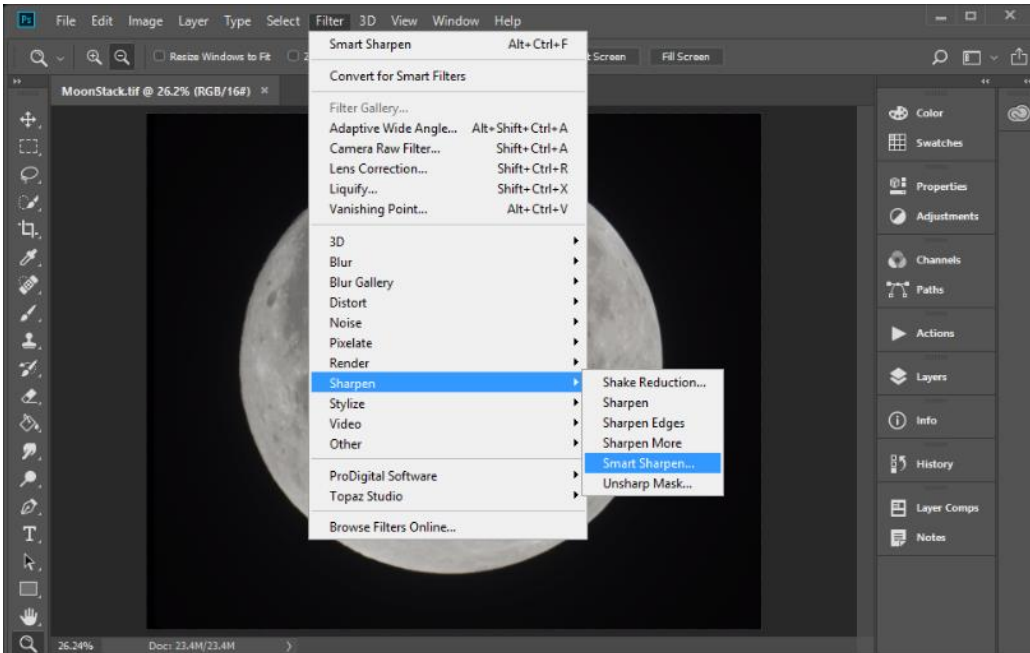 Ps File Edit Image Layer Type Select Filter 3D View Window Help
Resize Windows to Fit
Screen Fill Screen
MoonStack.tif @ 26.2% (RGB/16#) ×
Smart Sharpen Alt+Ctrl+F
Convert for Smart Filters
Filter Gallery...
Adaptive Wide Angle... Alt+Shift+Ctrl+A
Camera Raw Filter... Shift+Ctrl+A
Lens Correction... Shift+Ctrl+R
Liquify... Shift+Ctrl+X
Vanishing Point... Alt+Ctrl+V
3D
Blur
Blur Gallery
Distort
Noise
Pixelate
Render
Sharpen
Stylize
Video
Other
ProDigital Software
Topaz Studio
Browse Filters Online...
Shake Reduction...
Sharpen
Sharpen Edges
Sharpen More
Smart Sharpen...
Unsharp Mask...
Color
Swatches
Properties
Adjustments
Channels
Paths
Actions
Layers
Info
History
Layer Comps
Notes
26.24% Doc: 23.4M/23.4M